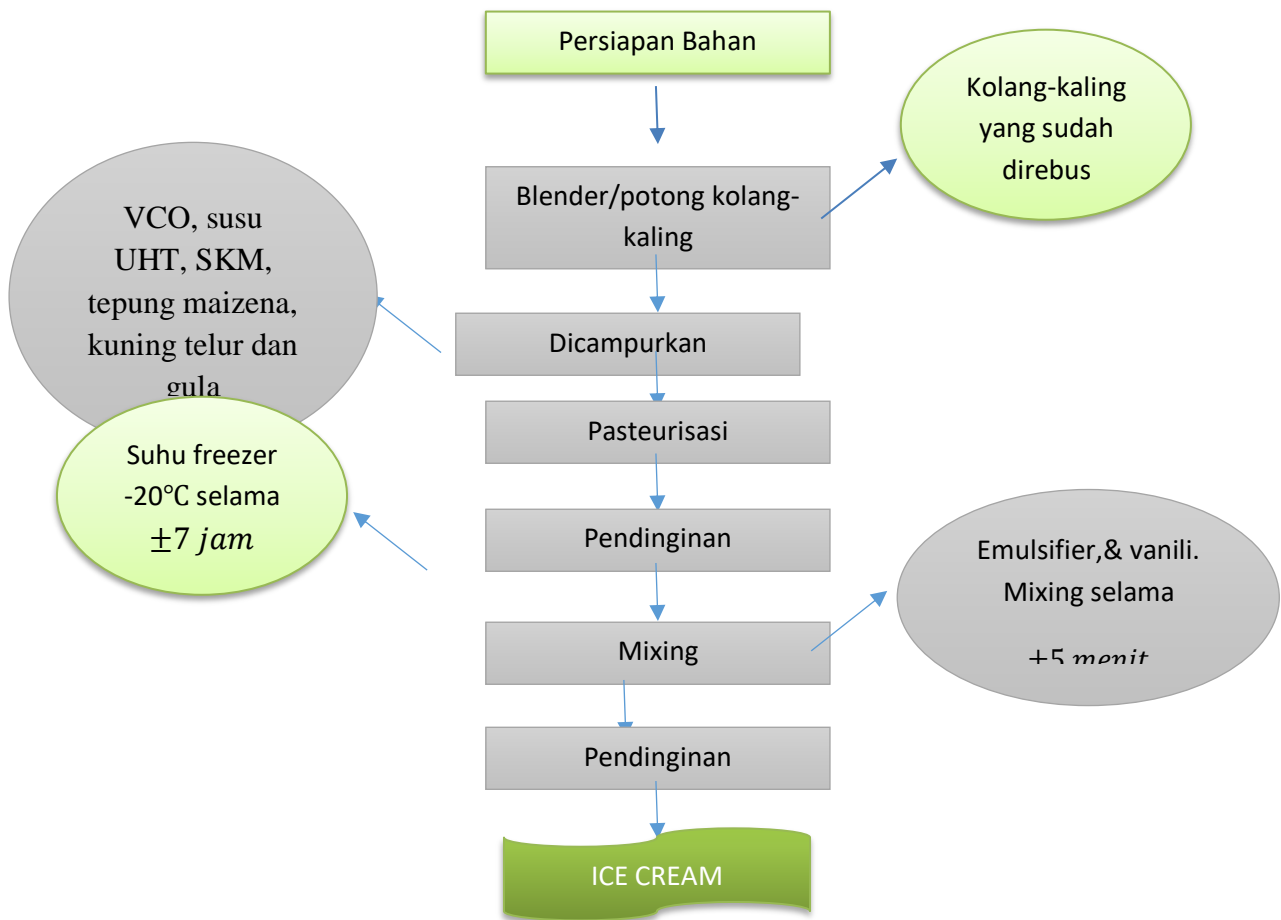 Persiapan Bahan
Kolang-kaling
yang sudah
direbus
Blender/potong kolang-
kaling
VCO, susu
UHT, SKM,
tepung maizena,
kuning telur dan
gula
Dicampurkan
Pasteurisasi
Suhu freezer
-20℃ selama
±7 jam
Pendinginan
Emulsifier,& vanili.
Mixing selama
±5 menit
Mixing
Pendinginan
ICE CREAM